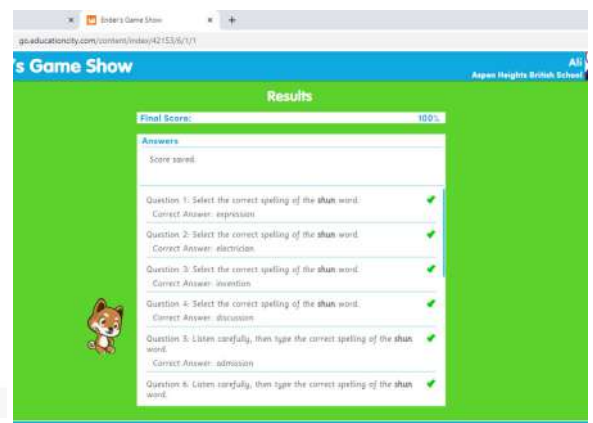 Ender's Game Show
go.educationcity.com/content/index/42153/6/1/1
's Game Show
Ali
Aspen Heights British School
Results
Final Score: 100%
Answers
Score saved.
Question 1: Select the correct spelling of the shun word.
Correct Answer: expression
Question 2: Select the correct spelling of the shun word.
Correct Answer: electrician
Question 3: Select the correct spelling of the shun word.
Correct Answer: invention
Question 4: Select the correct spelling of the shun word.
Correct Answer: discussion
Question 5: Listen carefully, then type the correct spelling of the shun
word.
Correct Answer: admission
Question 6: Listen carefully, then type the correct spelling of the shun
word.